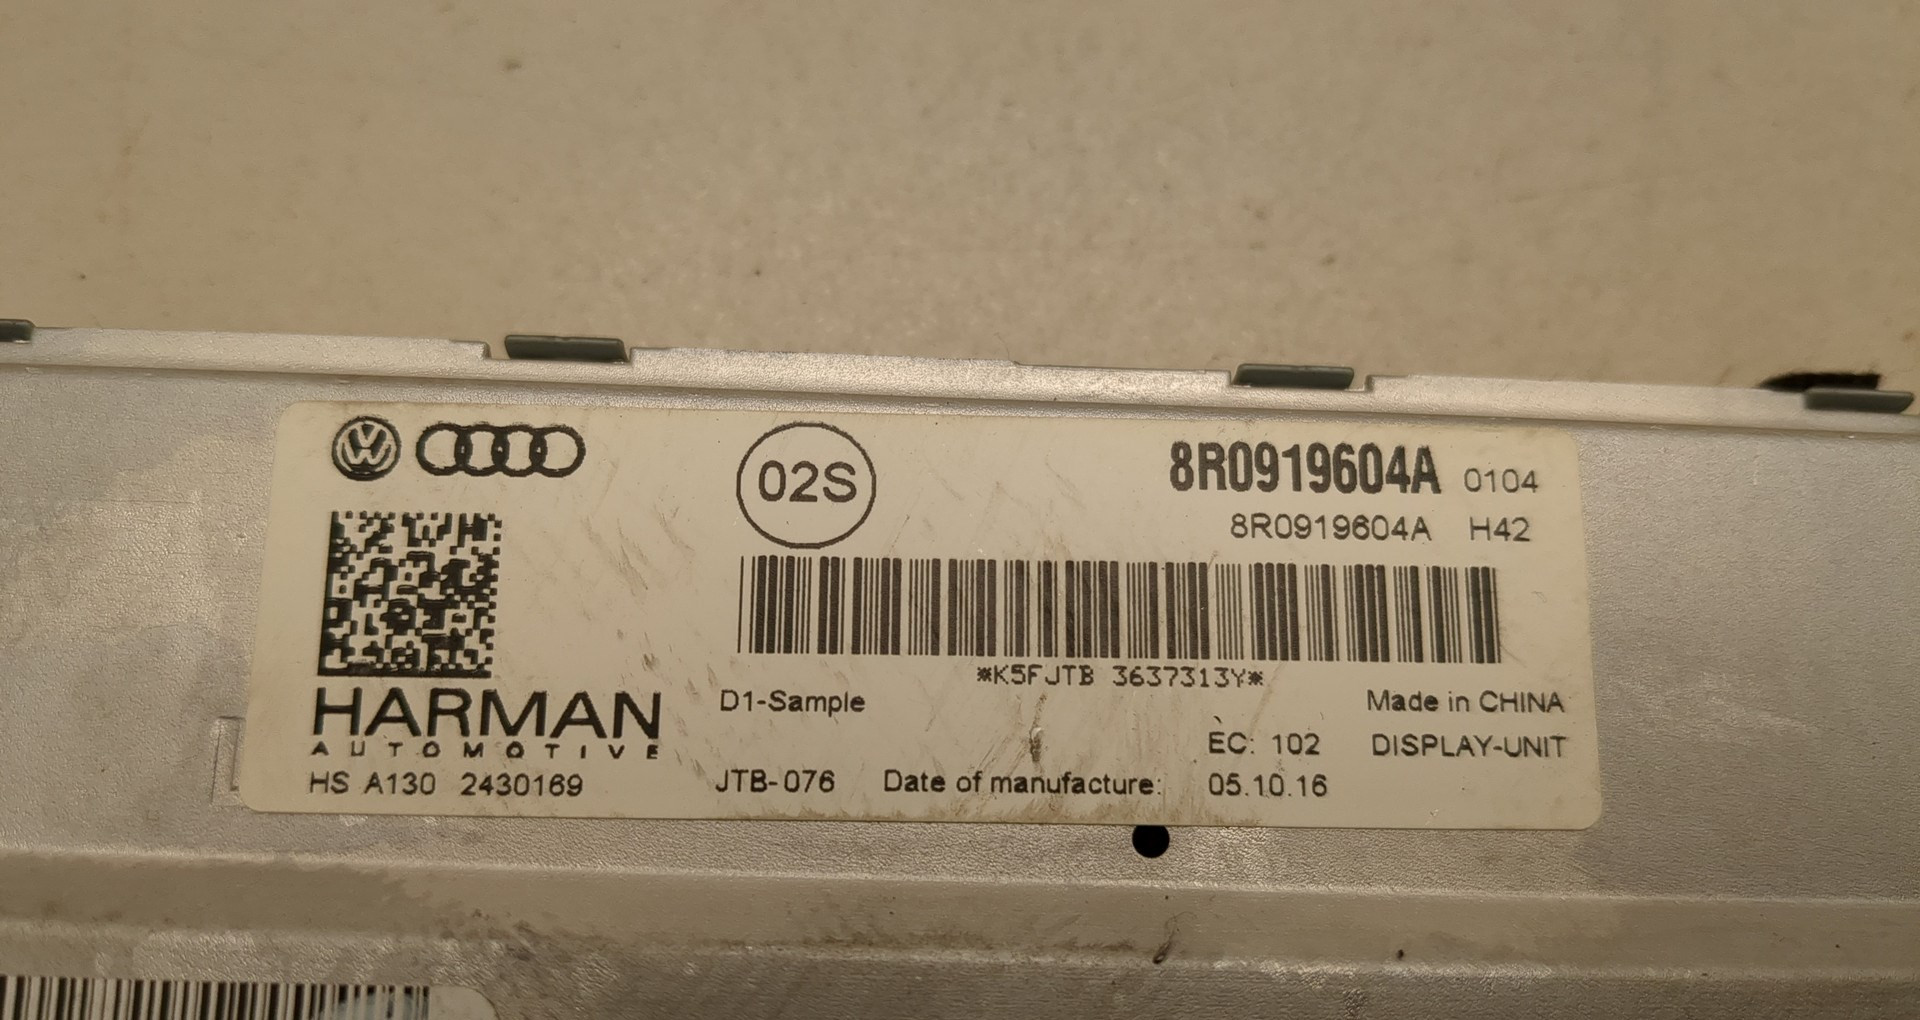 02S
8R0919604A 0104
8R0919604A H42
*K5FJTB 3637313Y*
HARMAN
AUTOMOTIVE
D1-Sample
Made in CHINA
EC: 102 DISPLAY-UNIT
HS A130 2430169 JTB-076 Date of manufacture: 05.10.16